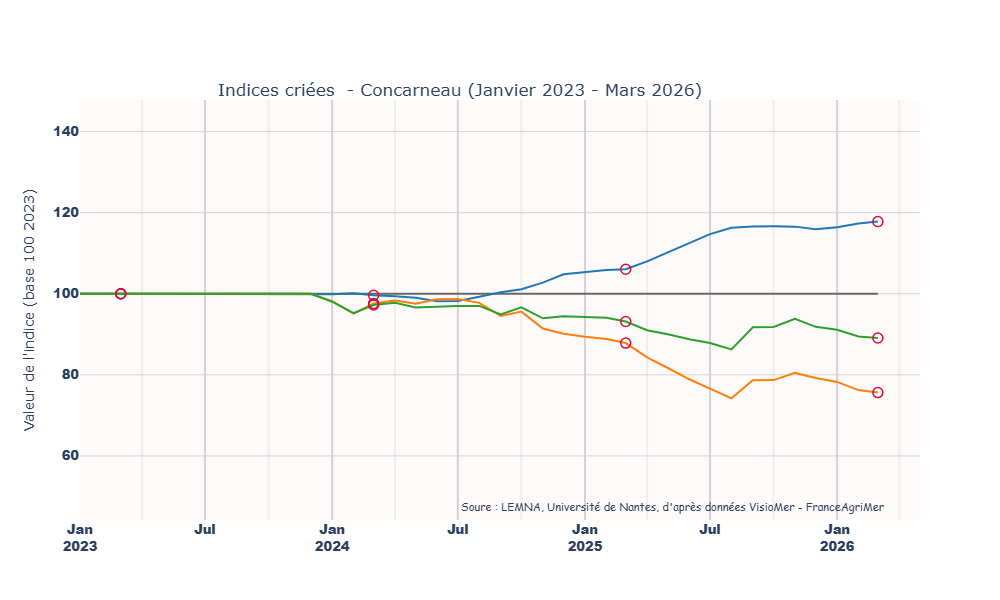 Indices criées  - Concarneau (Janvier 2023 - Mars 2026)
Valeur de l'indice (base 100 2023)
140
120
100
80
60
Soure : LEMNA, Université de Nantes, d'après données VisioMer - FranceAgriMer
Jan Jul Jan Jul Jan Jul Jan
2023 2024 2025 2026